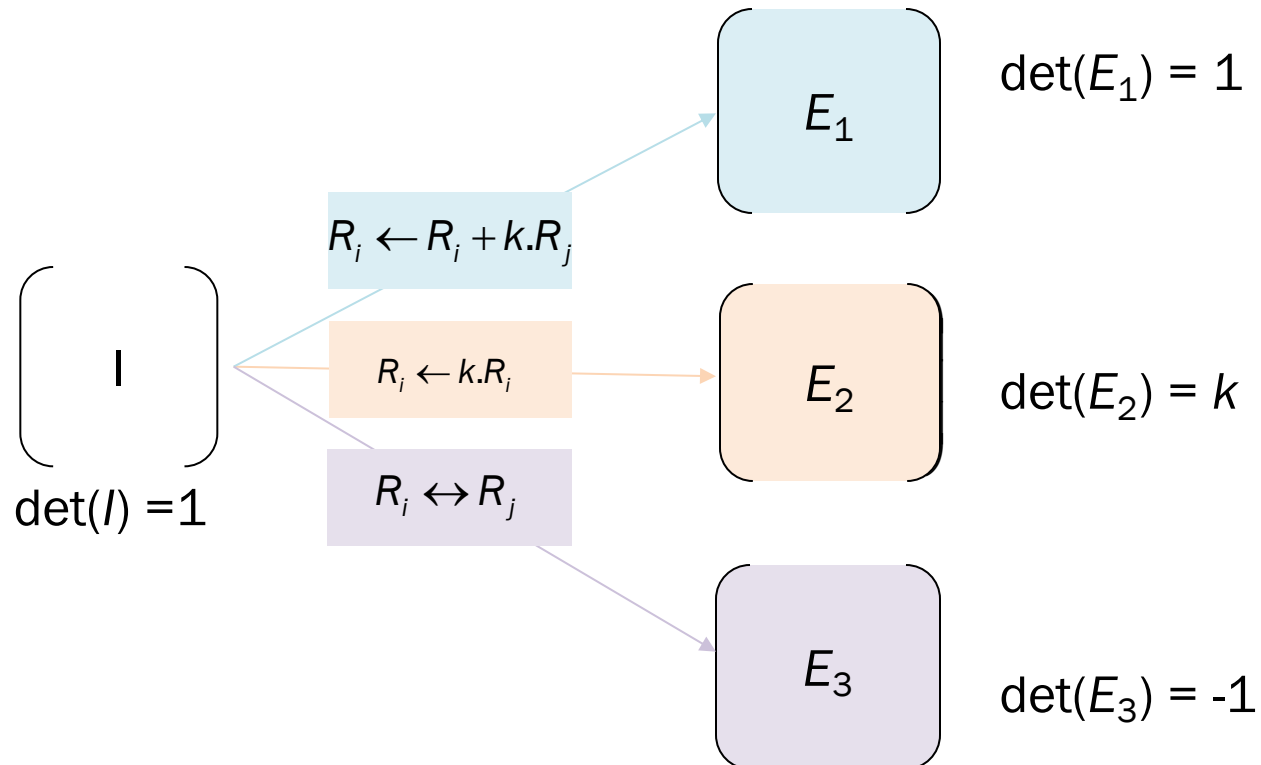 E₁
det(E₁) = 1
Rᵢ ← Rᵢ + k.Rⱼ
I
det(I) =1
Rᵢ ← k.Rᵢ
E₂
det(E₂) = k
Rᵢ ↔ Rⱼ
E₃
det(E₃) = -1